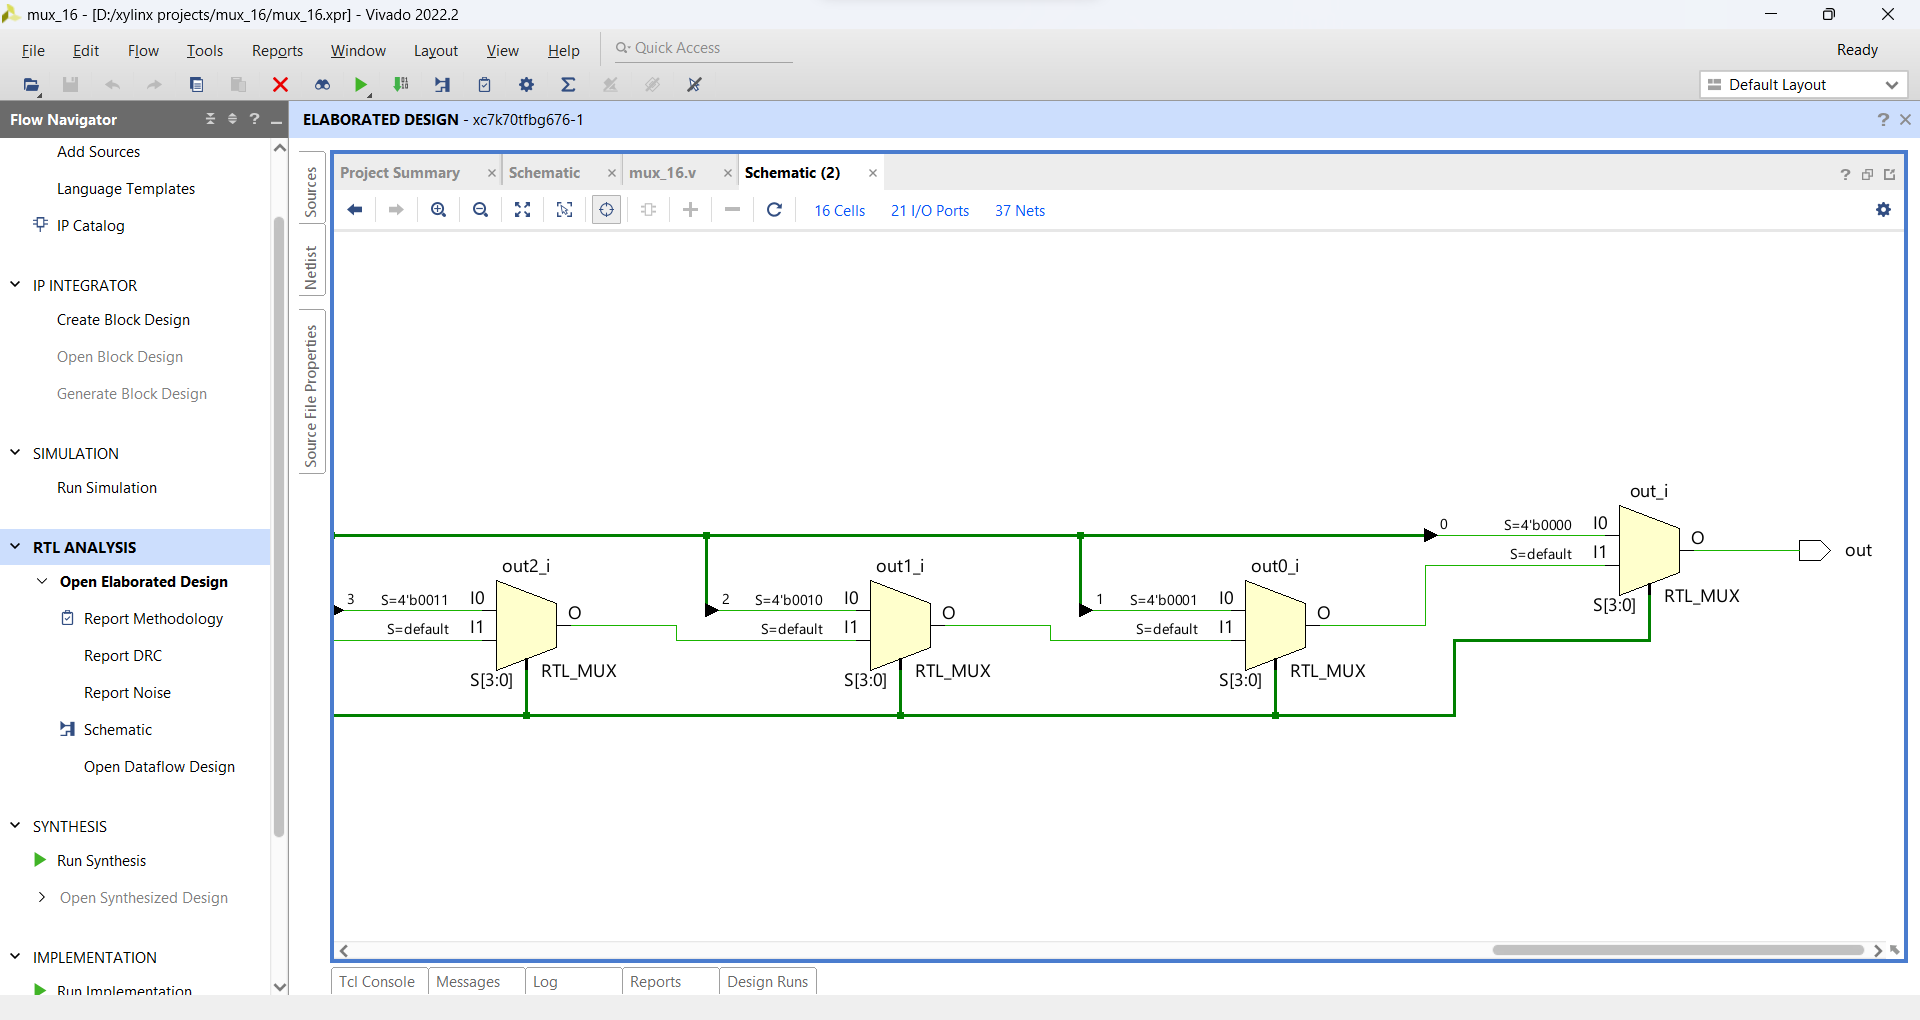 mux_16 - [D:/xylinx projects/mux_16/mux_16.xpr] - Vivado 2022.2
File Edit Flow Tools Reports Window Layout View Help Quick Access Ready
Default Layout
Flow Navigator ? _
ELABORATED DESIGN - xc7k70tfbg676-1 ?
Add Sources
Language Templates
IP Catalog
IP INTEGRATOR
Create Block Design
Open Block Design
Generate Block Design
SIMULATION
Run Simulation
RTL ANALYSIS
Open Elaborated Design
Report Methodology
Report DRC
Report Noise
Schematic
Open Dataflow Design
SYNTHESIS
Run Synthesis
Open Synthesized Design
IMPLEMENTATION
Run Implementation
Sources
Netlist
Source File Properties
Project Summary Schematic mux_16.v Schematic (2) ?
16 Cells 21 I/O Ports 37 Nets
out_i
0 S=4'b0000 I0
S=default I1
O
out
S[3:0] RTL_MUX
out2_i
3 S=4'b0011 I0
S=default I1
O
S[3:0] RTL_MUX
out1_i
2 S=4'b0010 I0
S=default I1
O
S[3:0] RTL_MUX
out0_i
1 S=4'b0001 I0
S=default I1
O
S[3:0] RTL_MUX
Tcl Console Messages Log Reports Design Runs